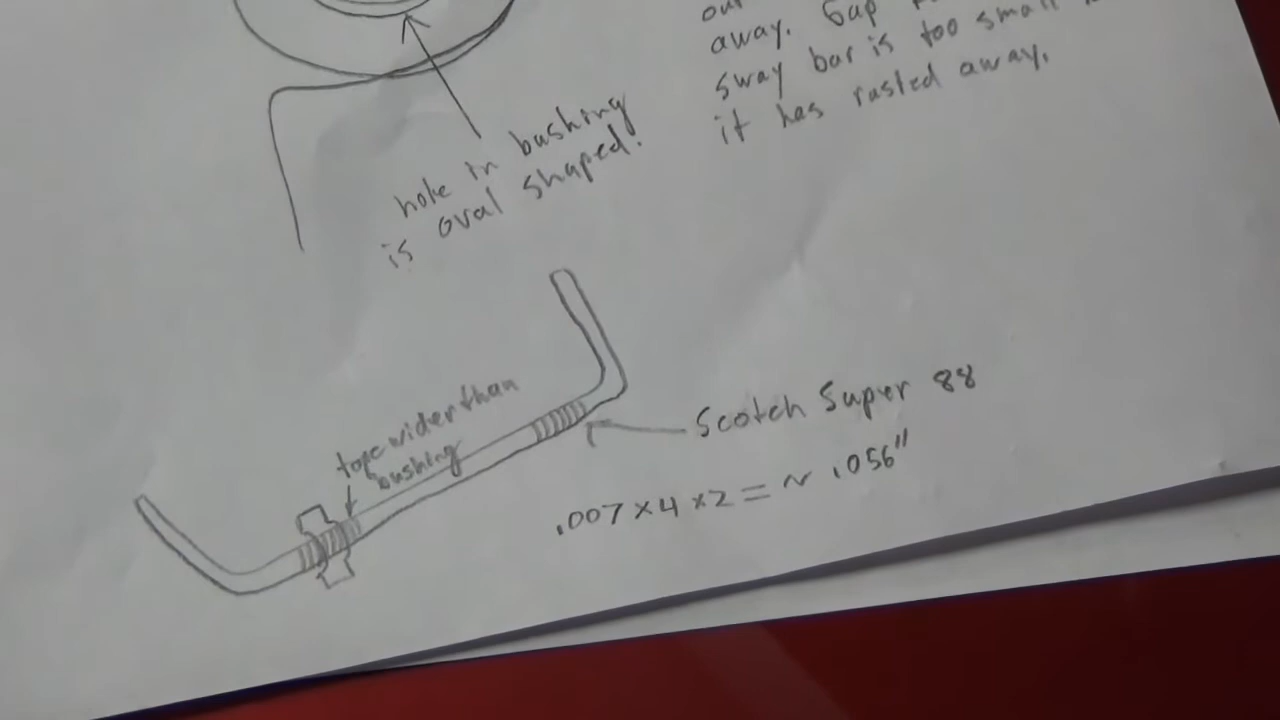 out
away. Gap
sway bar is too small
it has rusted away.
hole in bushing
is oval shaped.
tape wider than
bushing
Scotch Super 88
.007 x 4 x 2 = ~ .056"